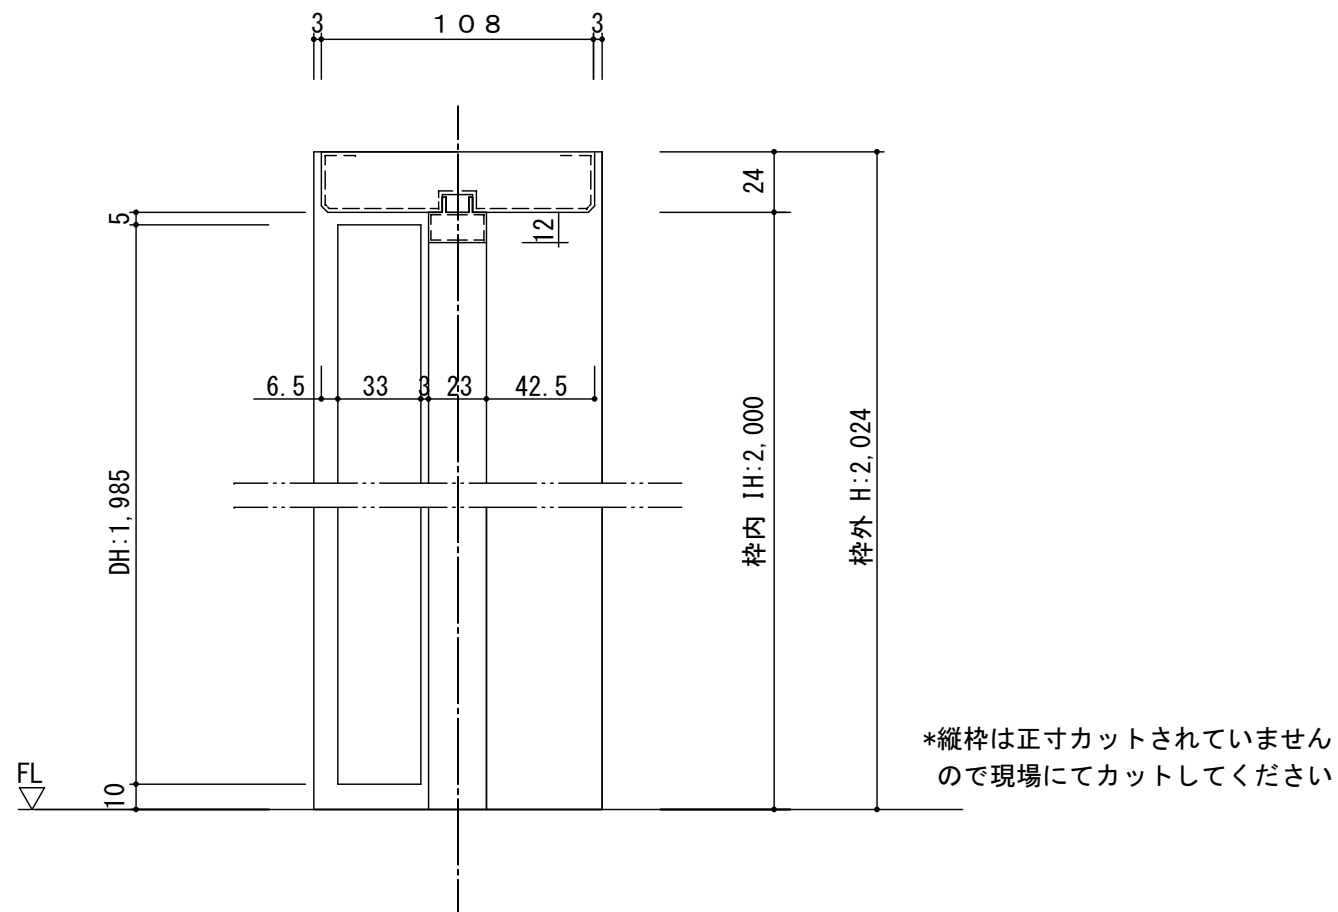 3 １０８ 3
24
5
12
6.5 33 3 23 42.5
枠内 IH:2,000
枠外 H:2,024
DH:1,985
*縦枠は正寸カットされていません
ので現場にてカットしてください
FL
10